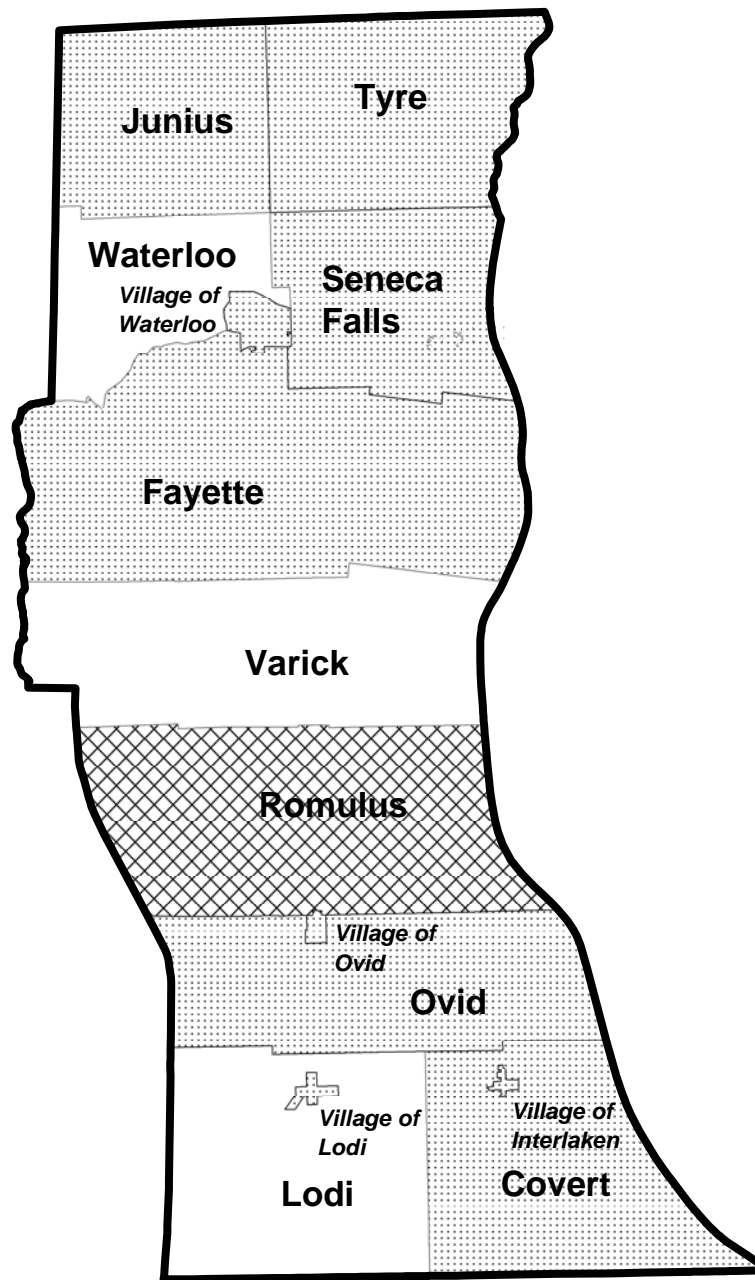 Tyre
Junius
Waterloo
Village of
Waterloo
Seneca
Falls
Fayette
Varick
Romulus
Village of
Ovid
Ovid
Village of
Lodi
Village of
Interlaken
Lodi
Covert